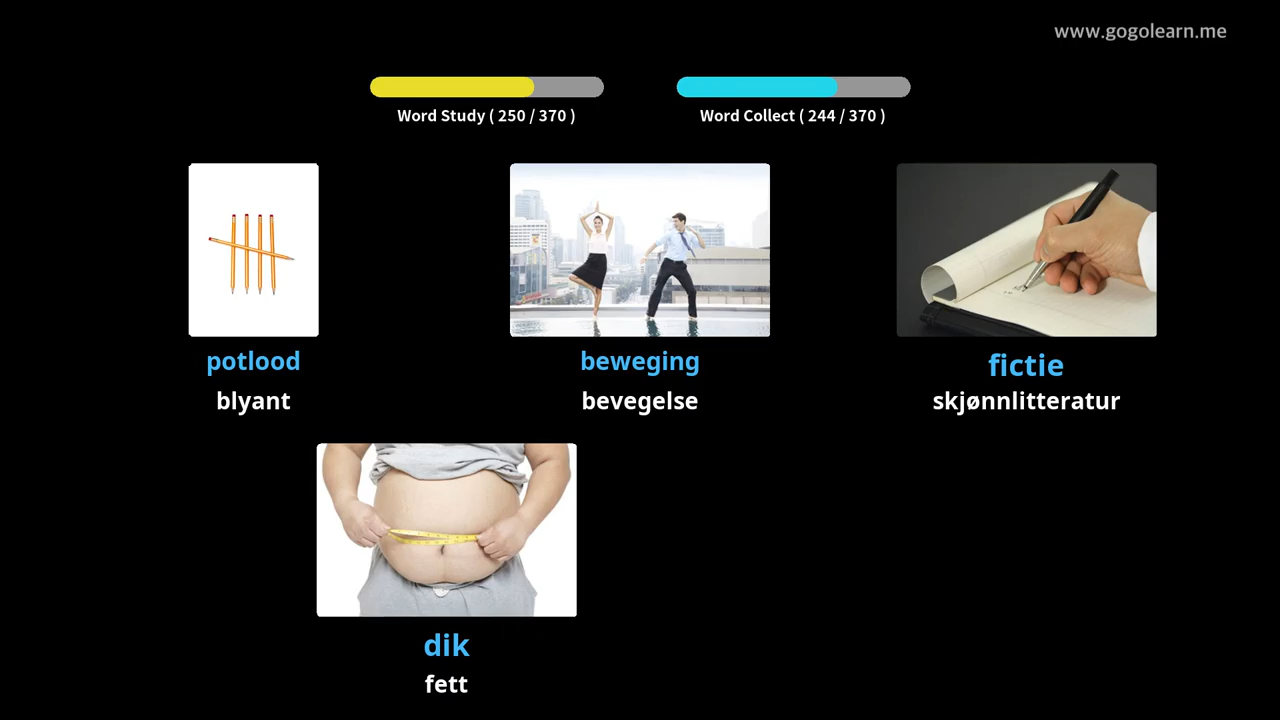 www.gogolearn.me
Word Study ( 250 / 370 )
Word Collect ( 244 / 370 )
potlood
blyant
beweging
bevegelse
fictie
skjønnlitteratur
dik
fett